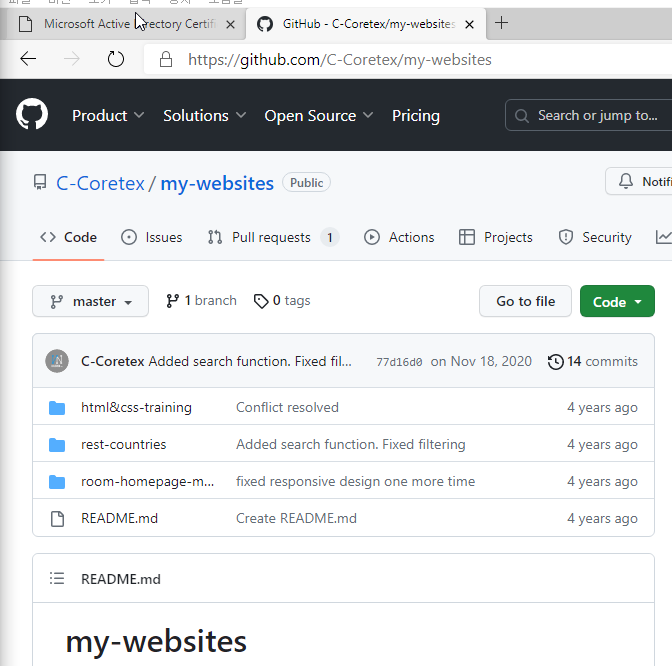 Microsoft Active Directory Certifi
GitHub - C-Coretex/my-websites
https://github.com/C-Coretex/my-websites
Product Solutions Open Source Pricing Search or jump to...
C-Coretex / my-websites Public Notifi
Code Issues Pull requests 1 Actions Projects Security
master 1 branch 0 tags Go to file Code
C-Coretex Added search function. Fixed fil... 77d16d0 on Nov 18, 2020 14 commits
html&css-training Conflict resolved 4 years ago
rest-countries Added search function. Fixed filtering 4 years ago
room-homepage-m... fixed responsive design one more time 4 years ago
README.md Create README.md 4 years ago
README.md
my-websites